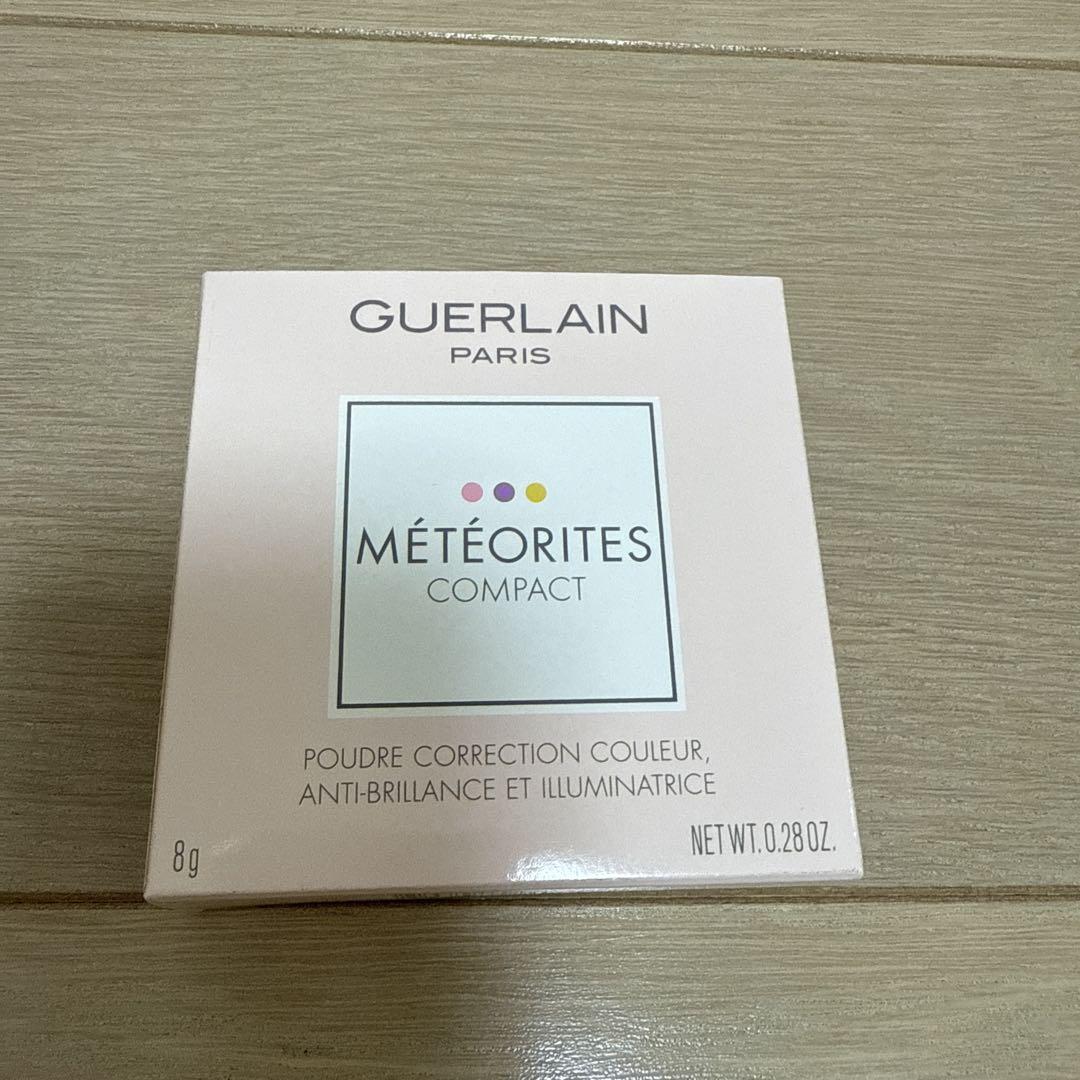 GUERLAIN
PARIS
MÉTÉORITES
COMPACT
POUDRE CORRECTION COULEUR,
ANTI-BRILLANCE ET ILLUMINATRICE
8g
NET WT. 0.28 OZ.